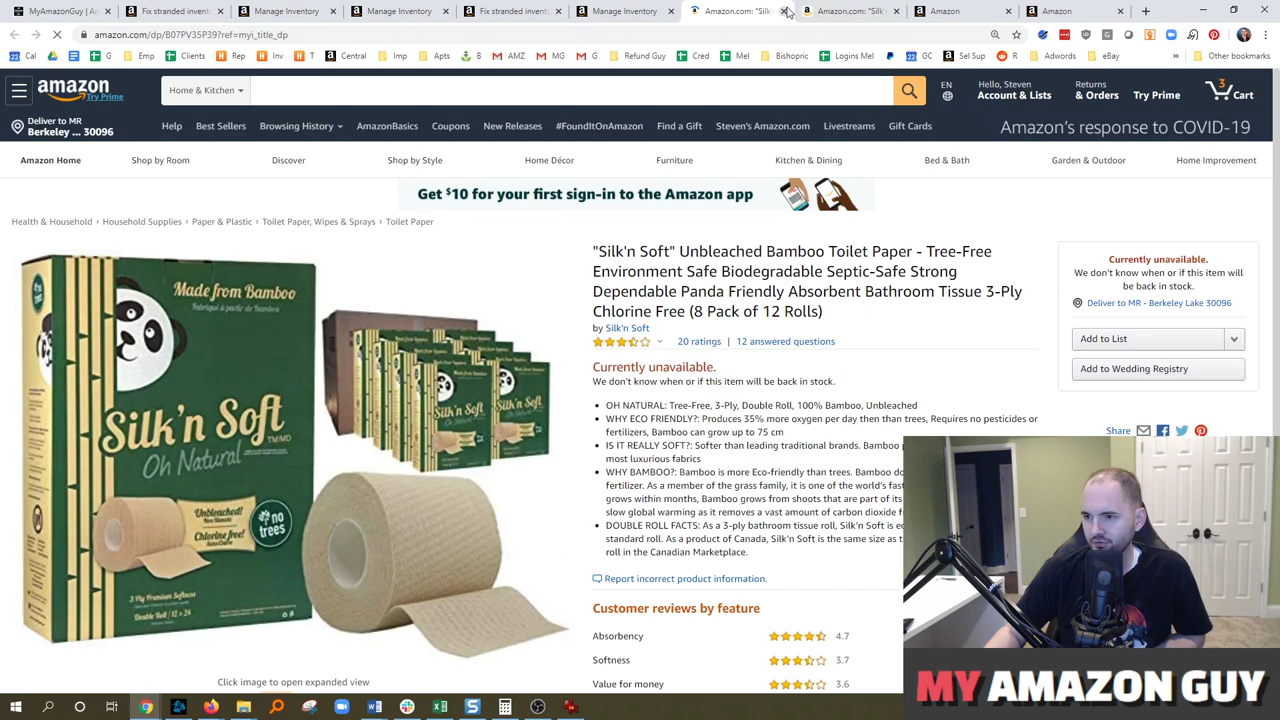 My Amazon Guy
Manage Inventory
Manage Inventory
Fix stranded invent
Manage Inventory
Amazon.com: "Silk
Amazon.com: "Silk'
Amazon
Amazon.com
amazon.com/dp/B07PV35P39?ref=myi_title_dp
Cal
Emp
Clients
Rep
Imp
Central
Imp
Apts
B
AMZ
MG
G
Refund Guy
Cred
Mel
Bishopric
Logins Mel
GC
Sel Sup
R
Adwords
eBay
Other bookmarks
amazon
Try Prime
Home & Kitchen
EN
Hello, Steven
Account & Lists
Returns
& Orders
Try Prime
3
Cart
Deliver to MR
Berkeley ... 30096
Help
Best Sellers
Browsing History
AmazonBasics
Coupons
New Releases
#FoundItOnAmazon
Find a Gift
Steven's Amazon.com
Livestreams
Gift Cards
Amazon's response to COVID-19
Amazon Home
Shop by Room
Discover
Shop by Style
Home Décor
Furniture
Kitchen & Dining
Bed & Bath
Garden & Outdoor
Home Improvement
Get $10 for your first sign-in to the Amazon app
Health & Household › Household Supplies › Paper & Plastic › Toilet Paper, Wipes & Sprays › Toilet Paper
Made from Bamboo
Fabriqué à partir du Bambou
Silk'n Soft
TM/MD
Oh Natural
Unbleached!
Chlorine free!
no trees
3 Ply Premium Softness
Double Roll / 12 = 24
Click image to open expanded view
"Silk'n Soft" Unbleached Bamboo Toilet Paper - Tree-Free
Environment Safe Biodegradable Septic-Safe Strong
Dependable Panda Friendly Absorbent Bathroom Tissue 3-Ply
Chlorine Free (8 Pack of 12 Rolls)
by Silk'n Soft
20 ratings | 12 answered questions
Currently unavailable.
We don't know when or if this item will be back in stock.
• OH NATURAL: Tree-Free, 3-Ply, Double Roll, 100% Bamboo, Unbleached
• WHY ECO FRIENDLY?: Produces 35% more oxygen per day then than trees, Requires no pesticides or
fertilizers, Bamboo can grow up to 75 cm
• IS IT REALLY SOFT?: Softer than leading traditional brands. Bamboo
most luxurious fabrics
• WHY BAMBOO?: Bamboo is more Eco-friendly than trees. Bamboo do
fertilizer. As a member of the grass family, it is one of the world's fas
grows within months, Bamboo grows from shoots that are part of its
slow global warming as it removes a vast amount of carbon dioxide f
• DOUBLE ROLL FACTS: As a 3-ply bathroom tissue roll, Silk'n Soft is eq
standard roll. As a product of Canada, Silk'n Soft is the same size as t
roll in the Canadian Marketplace.
Report incorrect product information.
Customer reviews by feature
Absorbency 4.7
Softness 3.7
Value for money 3.6
Currently unavailable.
We don't know when or if this item will
be back in stock.
Deliver to MR - Berkeley Lake 30096
Add to List
Add to Wedding Registry
Share
MY AMAZON GUY